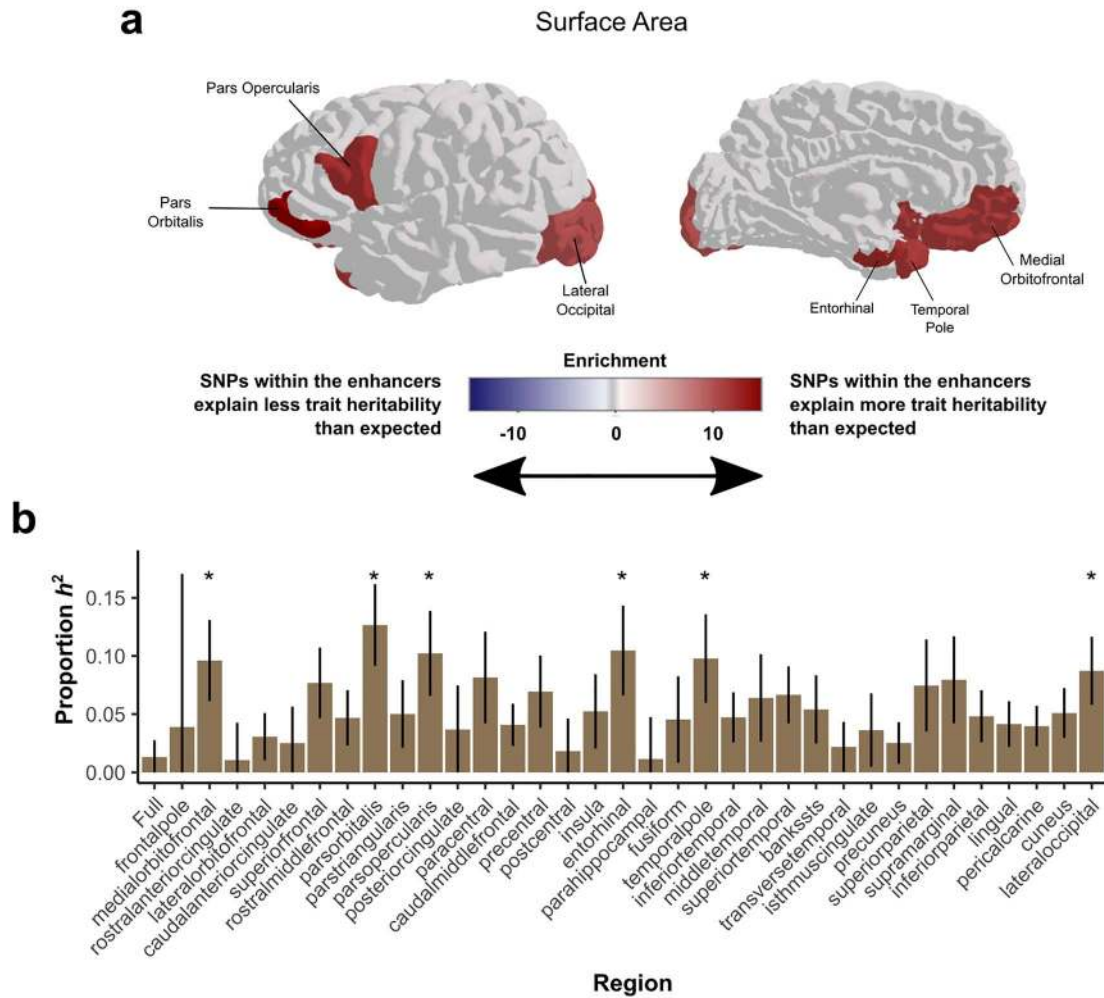 a
Surface Area
Pars Opercularis
Pars
Orbitalis
Lateral
Occipital
Entorhinal
Temporal
Pole
Medial
Orbitofrontal
Enrichment
SNPs within the enhancers
explain less trait heritability
than expected
-10 0 10
SNPs within the enhancers
explain more trait heritability
than expected
b
Proportion h²
0.15
0.10
0.05
0.00
* * * * * *
Full
frontalpole
medialorbitofrontal
rostralanteriorcingulate
lateralorbitofrontal
caudalanteriorcingulate
superiorfrontal
rostralmiddlefrontal
parsorbitalis
parstriangularis
parsopercularis
posteriorcingulate
paracentral
caudalmiddlefrontal
precentral
postcentral
insula
entorhinal
parahippocampal
fusiform
temporalpole
inferiortemporal
middletemporal
superiortemporal
bankssts
transversetemporal
isthmuscingulate
precuneus
superiorparietal
supramarginal
inferiorparietal
lingual
pericalcarine
cuneus
lateraloccipital
Region